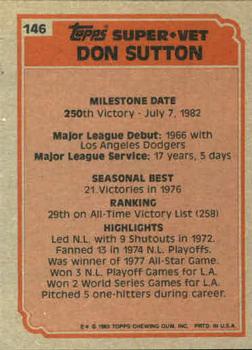 146
Topps SUPER VET
DON SUTTON
MILESTONE DATE
250th Victory - July 7, 1982
Major League Debut: 1966 with
Los Angeles Dodgers
Major League Service: 17 years, 5 days
SEASONAL BEST
21 Victories in 1976
RANKING
29th on All-Time Victory List (258)
HIGHLIGHTS
Led N.L. with 9 Shutouts in 1972.
Fanned 13 in 1974 N.L. Playoffs.
Was winner of 1977 All-Star Game.
Won 3 N.L. Playoff Games for L.A.
Won 2 World Series Games for L.A.
Pitched 5 one-hitters during career.
© 1983 TOPPS CHEWING GUM, INC. PRTD. IN U.S.A.